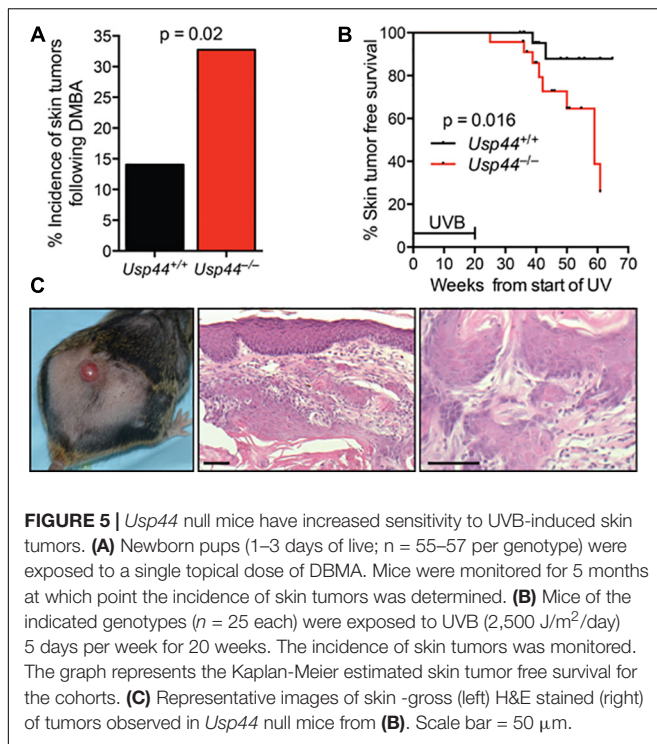 A
p = 0.02
% Incidence of skin tumors
following DMBA
35
30
25
20
15
10
5
0
Usp44+/+ Usp44−/−
B
% Skin tumor free survival
100
80
60
40
20
0
p = 0.016
Usp44+/+
Usp44−/−
UVB
0 10 20 30 40 50 60 70
Weeks from start of UV
C
FIGURE 5 | Usp44 null mice have increased sensitivity to UVB-induced skin
tumors. (A) Newborn pups (1–3 days of live; n = 55–57 per genotype) were
exposed to a single topical dose of DBMA. Mice were monitored for 5 months
at which point the incidence of skin tumors was determined. (B) Mice of the
indicated genotypes (n = 25 each) were exposed to UVB (2,500 J/m2/day)
5 days per week for 20 weeks. The incidence of skin tumors was monitored.
The graph represents the Kaplan-Meier estimated skin tumor free survival for
the cohorts. (C) Representative images of skin -gross (left) H&E stained (right)
of tumors observed in Usp44 null mice from (B). Scale bar = 50 μm.